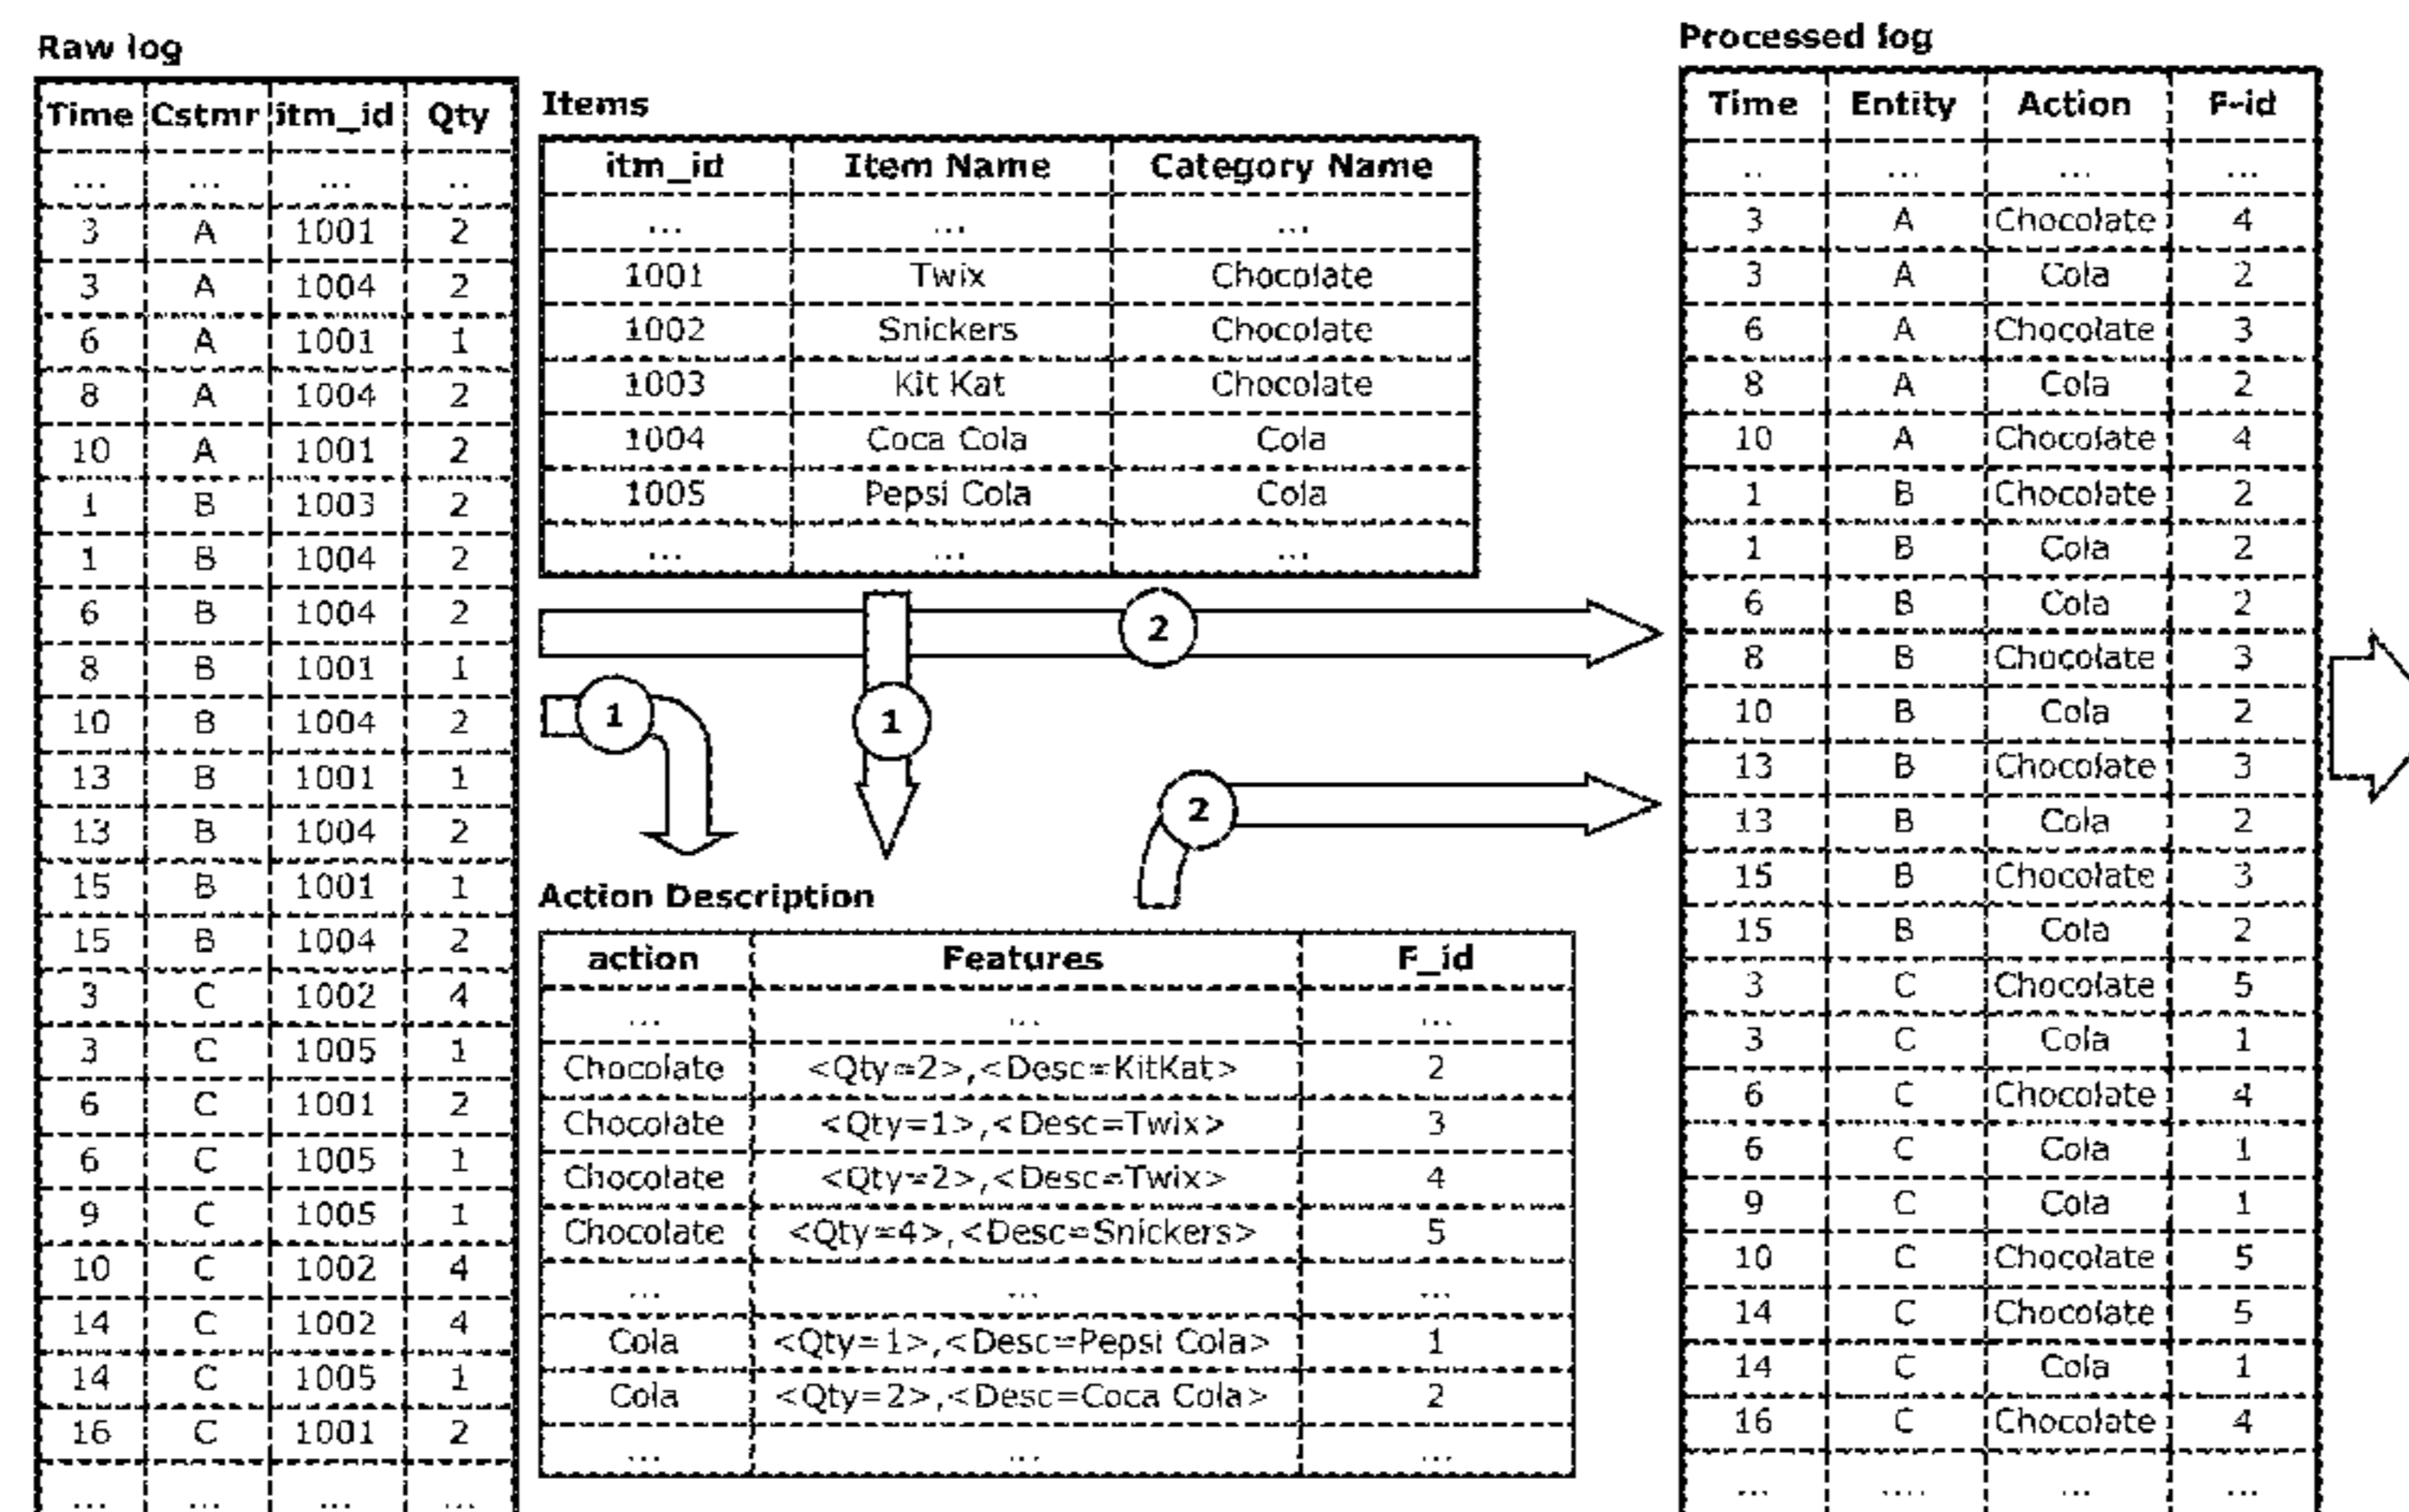 Raw log
Time Cstmr itm_id Qty
... ... ... ..
3 A 1001 2
3 A 1004 2
6 A 1001 1
8 A 1004 2
10 A 1001 2
1 B 1003 2
1 B 1004 2
6 B 1004 2
8 B 1001 1
10 B 1004 2
13 B 1001 1
13 B 1004 2
15 B 1001 1
15 B 1004 2
3 C 1002 4
3 C 1005 1
6 C 1001 2
6 C 1005 1
9 C 1005 1
10 C 1002 4
14 C 1002 4
14 C 1005 1
16 C 1001 2
... ... ... ...
Items
itm_id Item Name Category Name
... ... ...
1001 Twix Chocolate
1002 Snickers Chocolate
1003 Kit Kat Chocolate
1004 Coca Cola Cola
1005 Pepsi Cola Cola
... ... ...
2
1
1
2
Action Description
action Features F_id
... ... ...
Chocolate <Qty=2>,<Desc=KitKat> 2
Chocolate <Qty=1>,<Desc=Twix> 3
Chocolate <Qty=2>,<Desc=Twix> 4
Chocolate <Qty=4>,<Desc=Snickers> 5
... ... ...
Cola <Qty=1>,<Desc=Pepsi Cola> 1
Cola <Qty=2>,<Desc=Coca Cola> 2
... ... ...
Processed log
Time Entity Action F-id
.. ... ... ...
3 A Chocolate 4
3 A Cola 2
6 A Chocolate 3
8 A Cola 2
10 A Chocolate 4
1 B Chocolate 2
1 B Cola 2
6 B Cola 2
8 B Chocolate 3
10 B Cola 2
13 B Chocolate 3
13 B Cola 2
15 B Chocolate 3
15 B Cola 2
3 C Chocolate 5
3 C Cola 1
6 C Chocolate 4
6 C Cola 1
9 C Cola 1
10 C Chocolate 5
14 C Chocolate 5
14 C Cola 1
16 C Chocolate 4
... .... ... ...